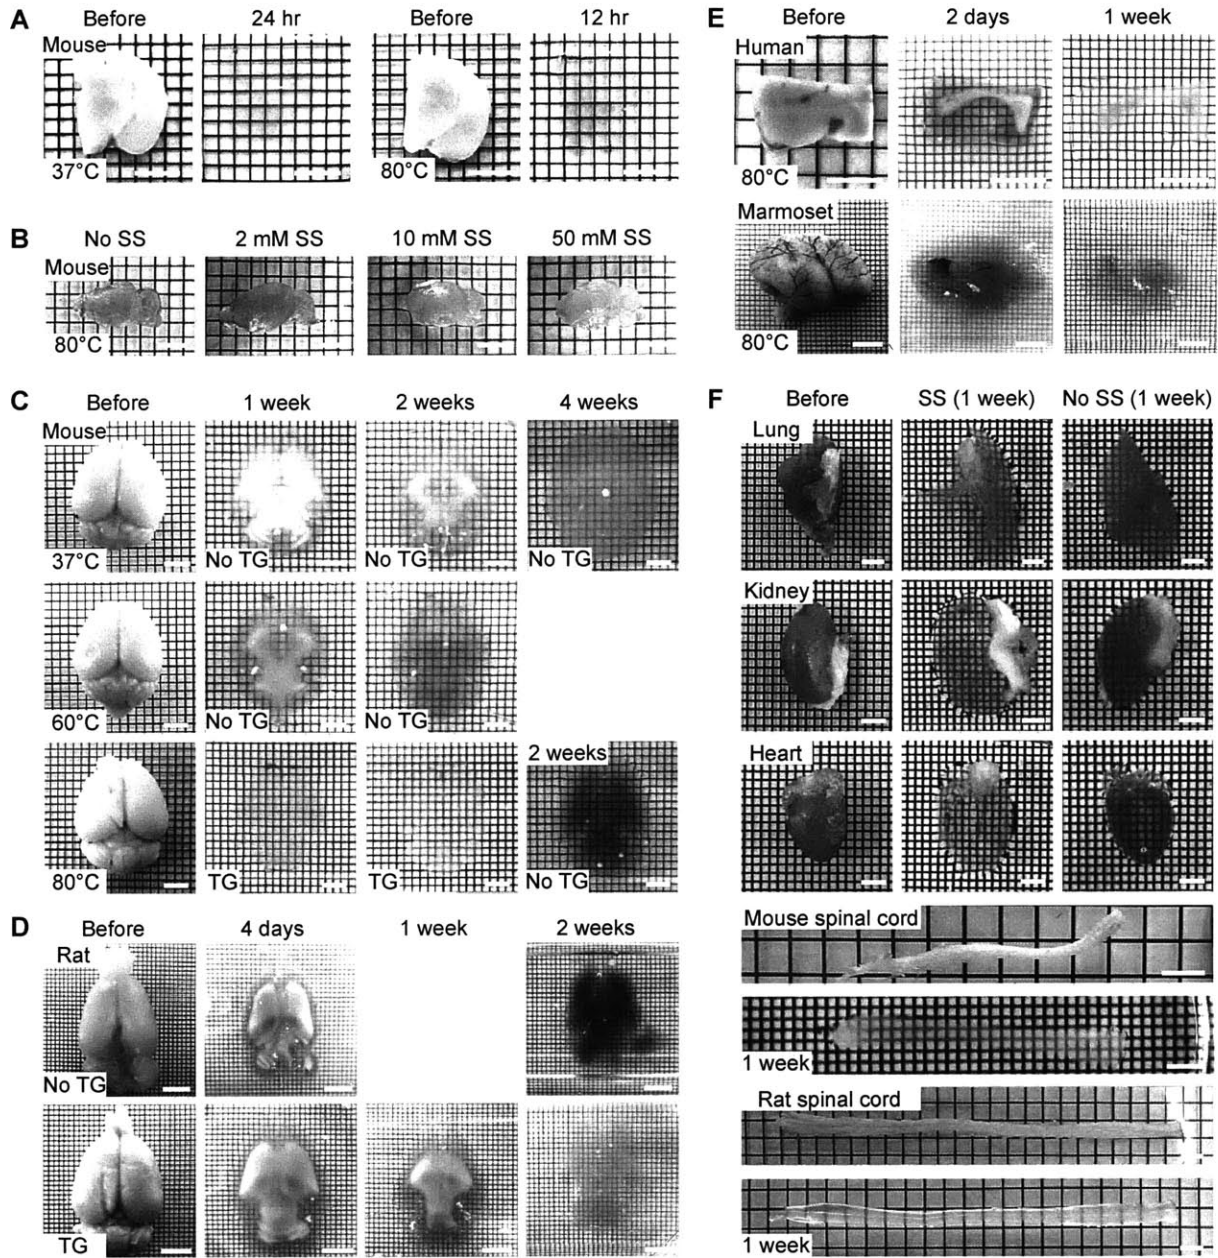 A
Before
24 hr
Before
12 hr
Mouse
37°C
80°C
B
No SS
2 mM SS
10 mM SS
50 mM SS
Mouse
80°C
C
Before
1 week
2 weeks
4 weeks
Mouse
37°C
No TG
No TG
No TG
60°C
No TG
No TG
2 weeks
80°C
TG
TG
No TG
D
Before
4 days
1 week
2 weeks
Rat
No TG
TG
E
Before
2 days
1 week
Human
80°C
Marmoset
80°C
F
Before
SS (1 week)
No SS (1 week)
Lung
Kidney
Heart
Mouse spinal cord
1 week
Rat spinal cord
1 week